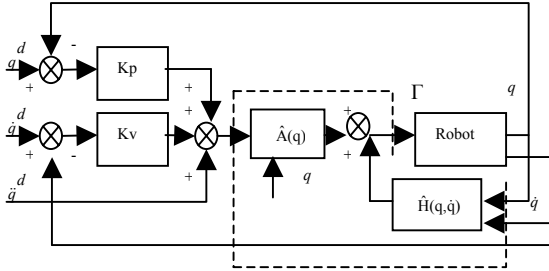 d
q
+
-
Kp
+
+
d
q̇
+
-
Kv
+
+
d
q̈
Â(q)
q
+
+
Γ
Robot
q
Ĥ(q,q̇)
q̇